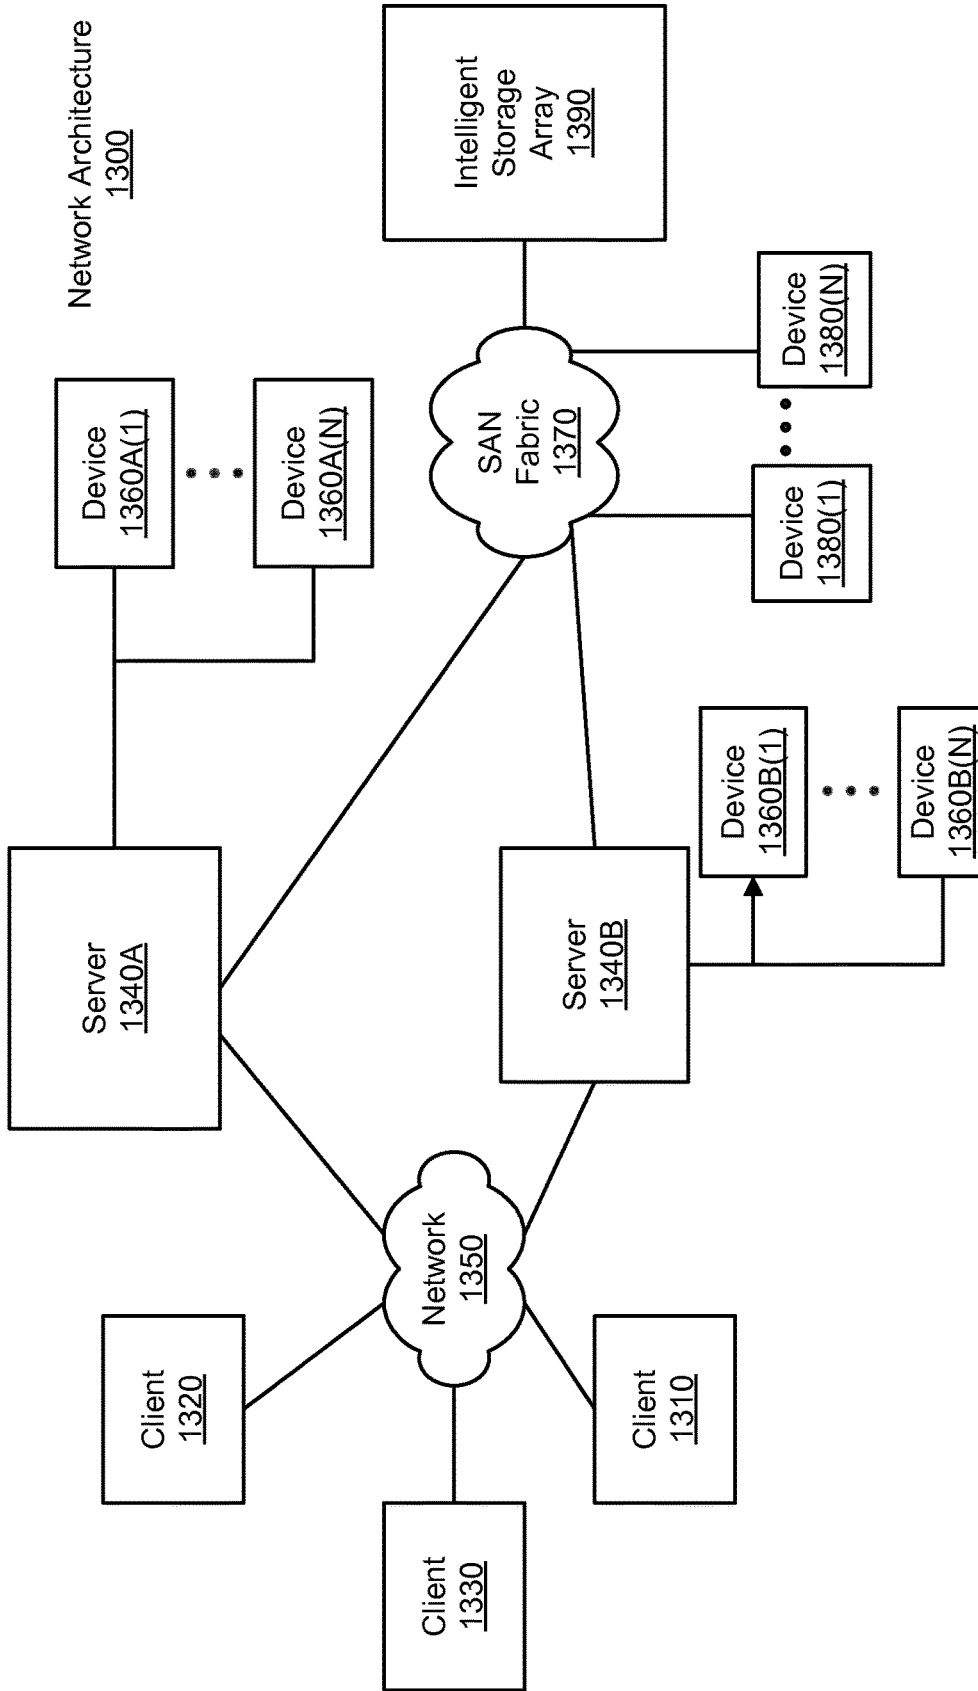 Network Architecture
1300
Client
1320
Client
1330
Client
1310
Network
1350
Server
1340A
Server
1340B
Device
1360A(1)
Device
1360A(N)
Device
1360B(1)
Device
1360B(N)
SAN
Fabric
1370
Device
1380(1)
Device
1380(N)
Intelligent
Storage
Array
1390